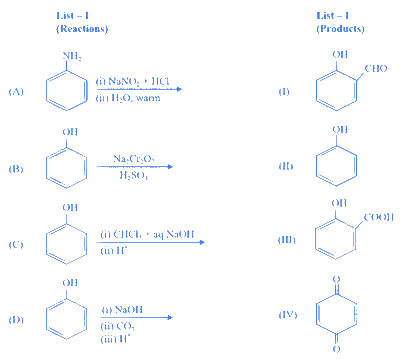 List – I List – I
(Reactions) (Products)
NH₂
(A) (i) NaNO₂ + HCl
(ii) H₂O, warm
(I) OH
CHO
OH
(B) Na₂Cr₂O₇
H₂SO₄
(II) OH
OH
(C) (i) CHCl₃ + aq NaOH
(ii) H⁺
(III) OH
COOH
OH
(D) (i) NaOH
(ii) CO₂
(iii) H⁺
(IV) O
O